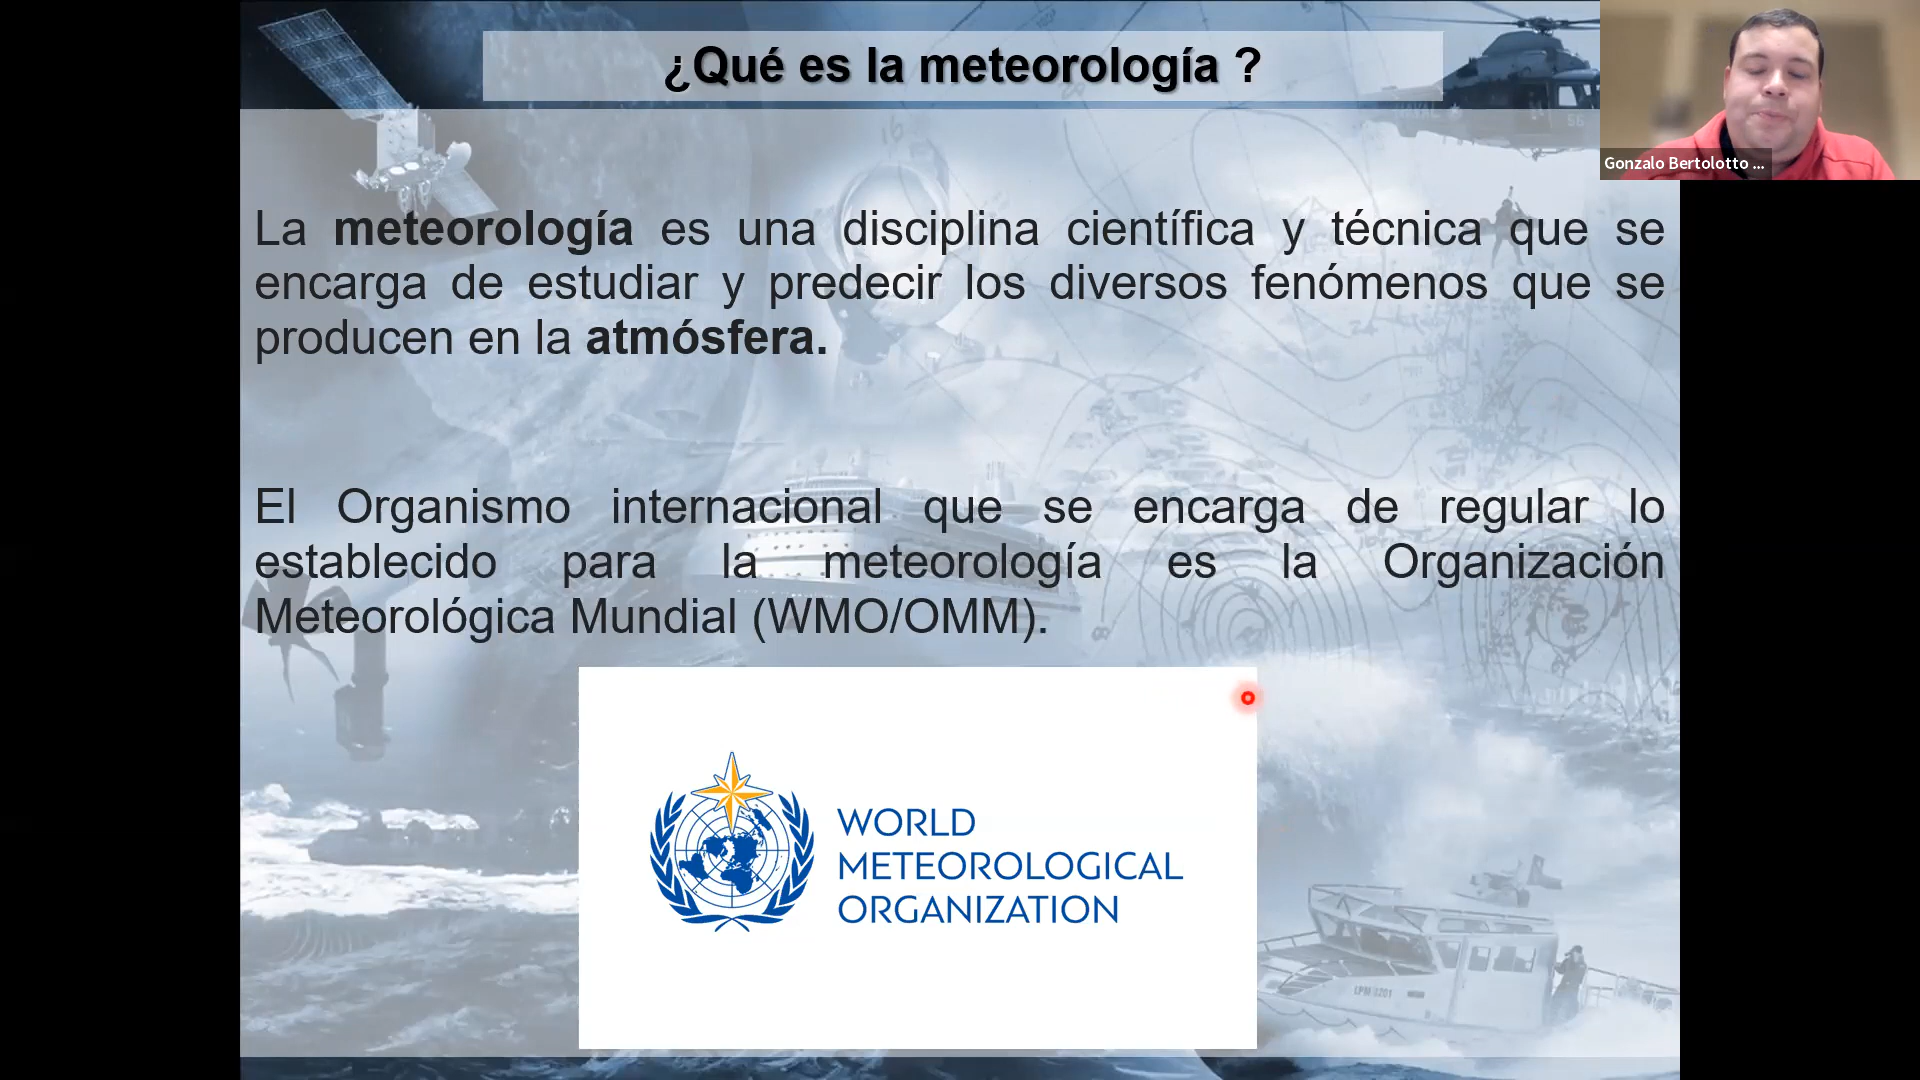 ¿Qué es la meteorología ?
Gonzalo Bertolotto ...
La meteorología es una disciplina científica y técnica que se
encarga de estudiar y predecir los diversos fenómenos que se
producen en la atmósfera.
El Organismo internacional que se encarga de regular lo
establecido para la meteorología es la Organización
Meteorológica Mundial (WMO/OMM).
WORLD
METEOROLOGICAL
ORGANIZATION